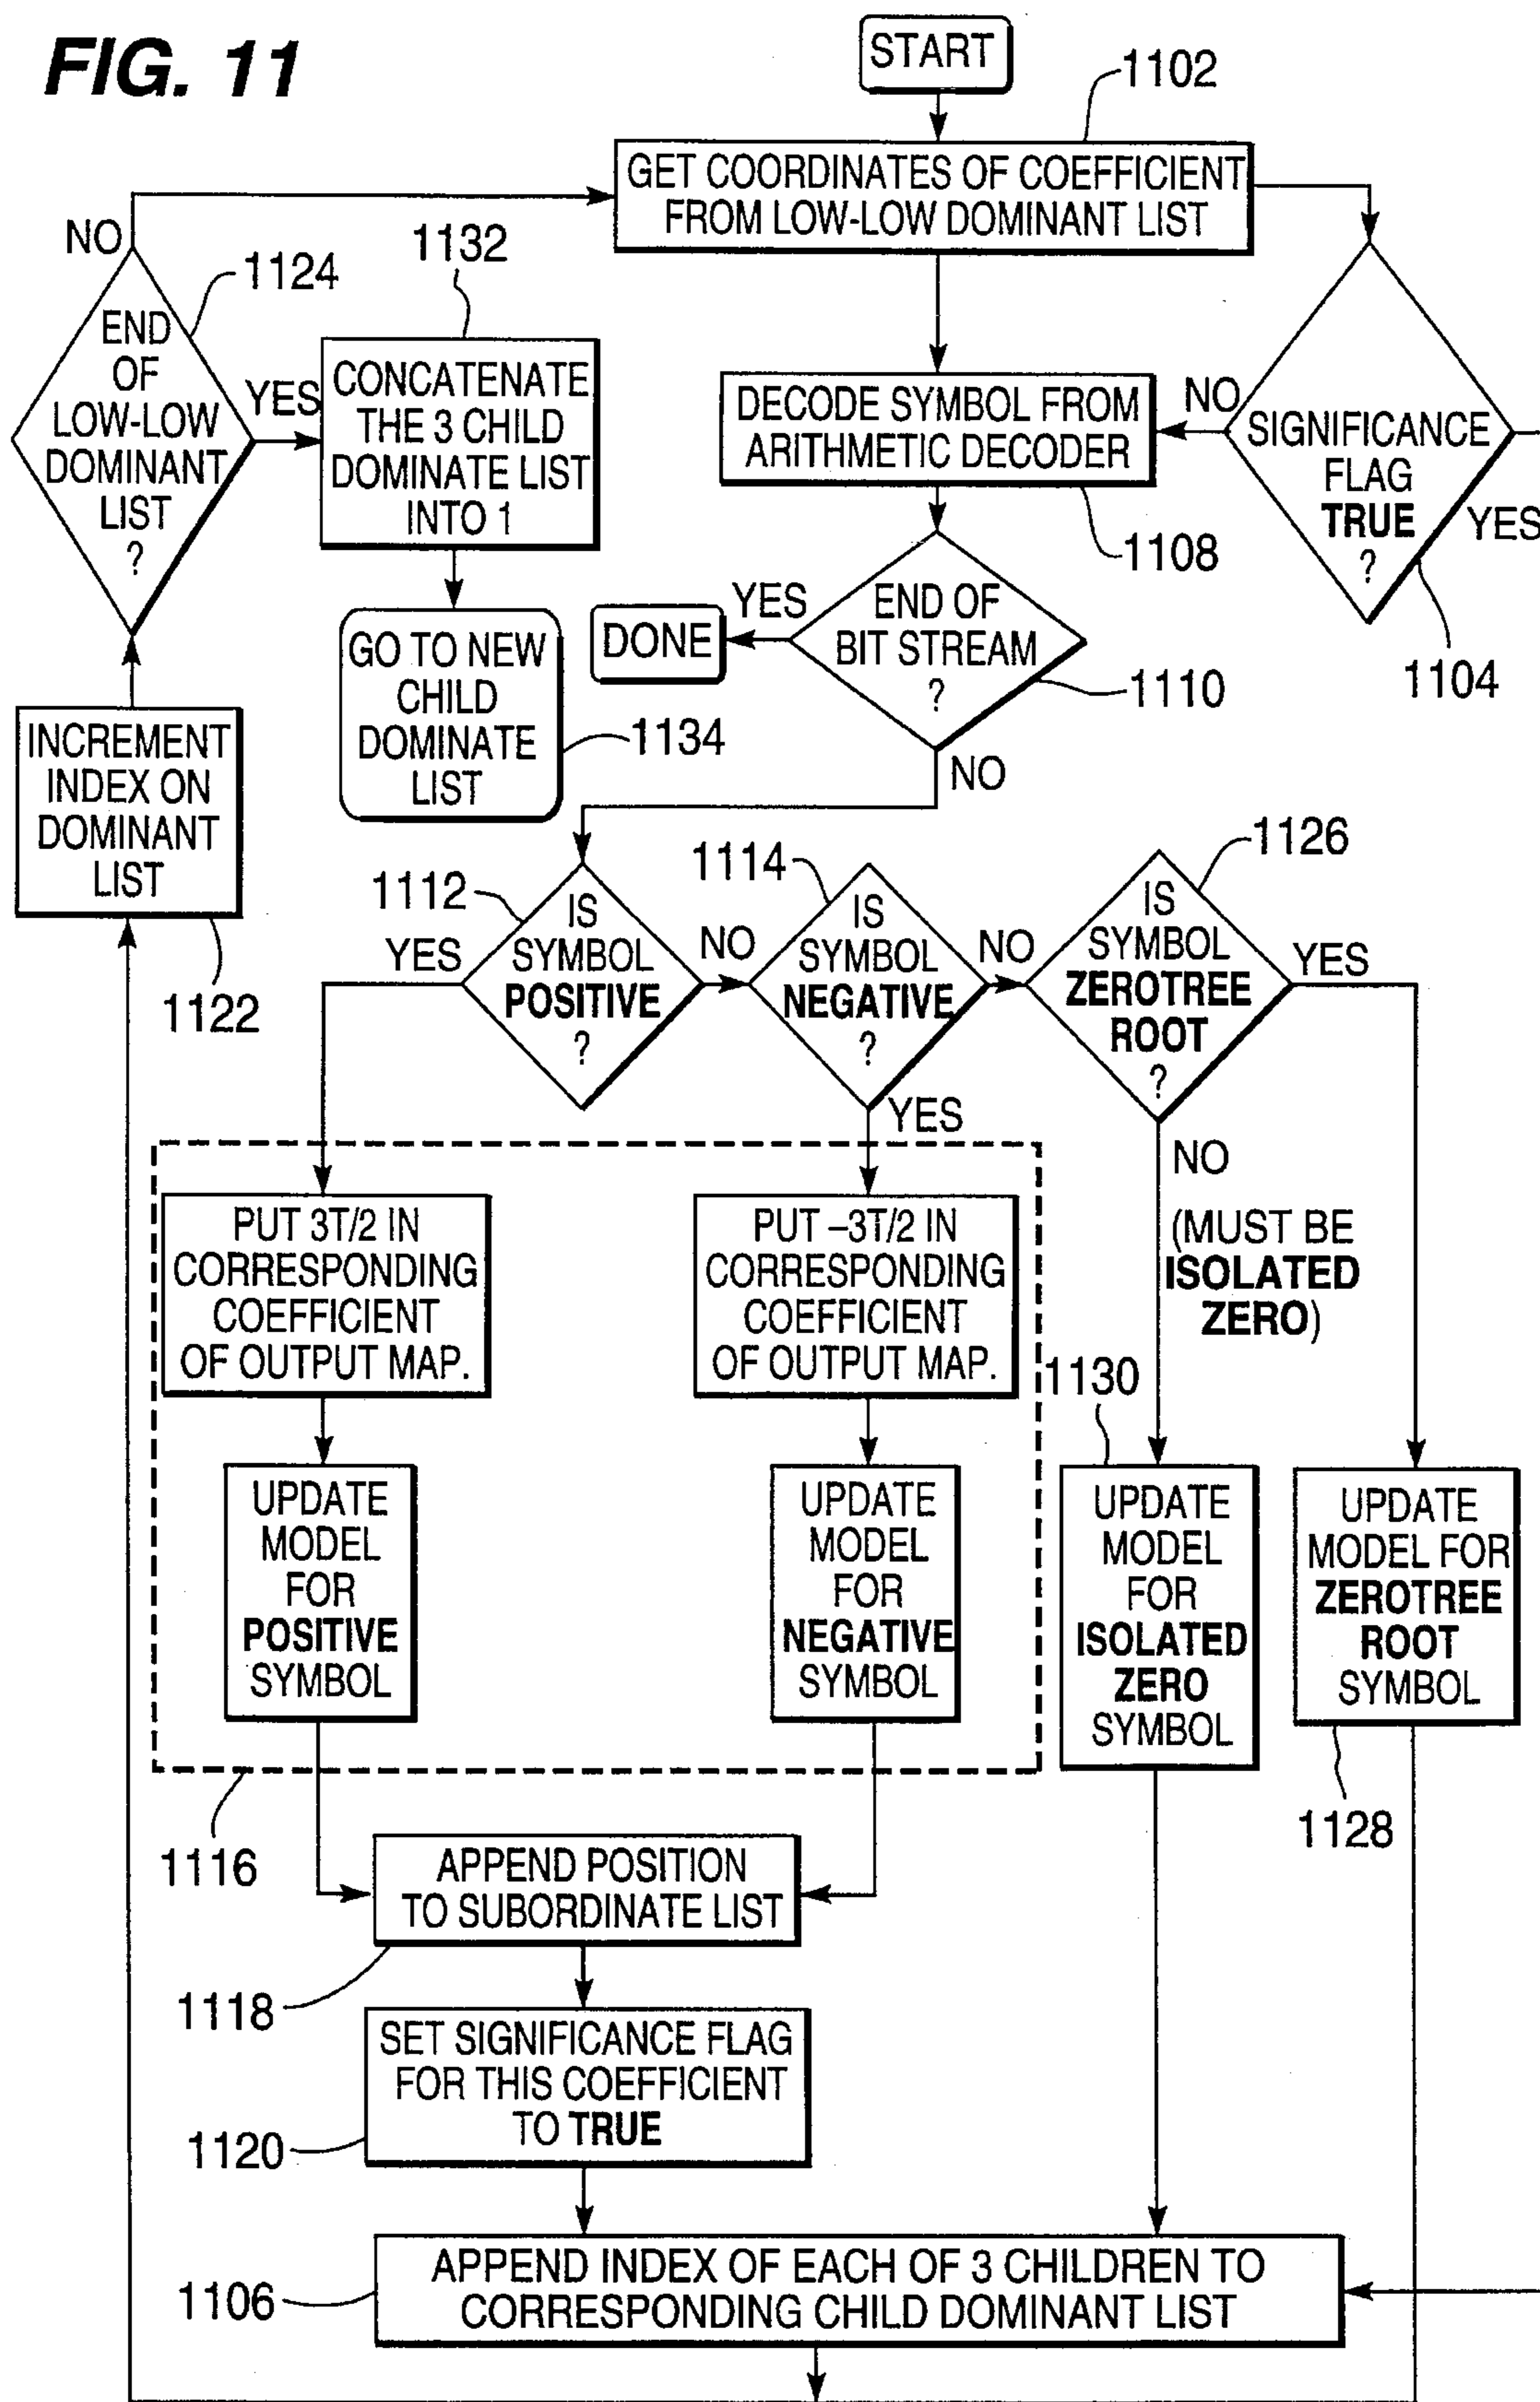 FIG. 11
START
1102
GET COORDINATES OF COEFFICIENT
FROM LOW-LOW DOMINANT LIST
NO
1124
END
OF
LOW-LOW
DOMINANT
LIST
?
YES
1132
CONCATENATE
THE 3 CHILD
DOMINATE LIST
INTO 1
DECODE SYMBOL FROM
ARITHMETIC DECODER
1108
NO
SIGNIFICANCE
FLAG
TRUE
?
YES
1104
GO TO NEW
CHILD
DOMINATE
LIST
1134
DONE
YES
END OF
BIT STREAM
?
1110
NO
INCREMENT
INDEX ON
DOMINANT
LIST
1122
1112
IS
SYMBOL
POSITIVE
?
YES
NO
1114
IS
SYMBOL
NEGATIVE
?
NO
YES
1126
IS
SYMBOL
ZEROTREE
ROOT
?
YES
NO
(MUST BE
ISOLATED
ZERO)
PUT 3T/2 IN
CORRESPONDING
COEFFICIENT
OF OUTPUT MAP.
PUT –3T/2 IN
CORRESPONDING
COEFFICIENT
OF OUTPUT MAP.
1130
UPDATE
MODEL
FOR
POSITIVE
SYMBOL
UPDATE
MODEL
FOR
NEGATIVE
SYMBOL
UPDATE
MODEL
FOR
ISOLATED
ZERO
SYMBOL
UPDATE
MODEL FOR
ZEROTREE
ROOT
SYMBOL
1128
1116
APPEND POSITION
TO SUBORDINATE LIST
1118
SET SIGNIFICANCE FLAG
FOR THIS COEFFICIENT
TO TRUE
1120
APPEND INDEX OF EACH OF 3 CHILDREN TO
CORRESPONDING CHILD DOMINANT LIST
1106